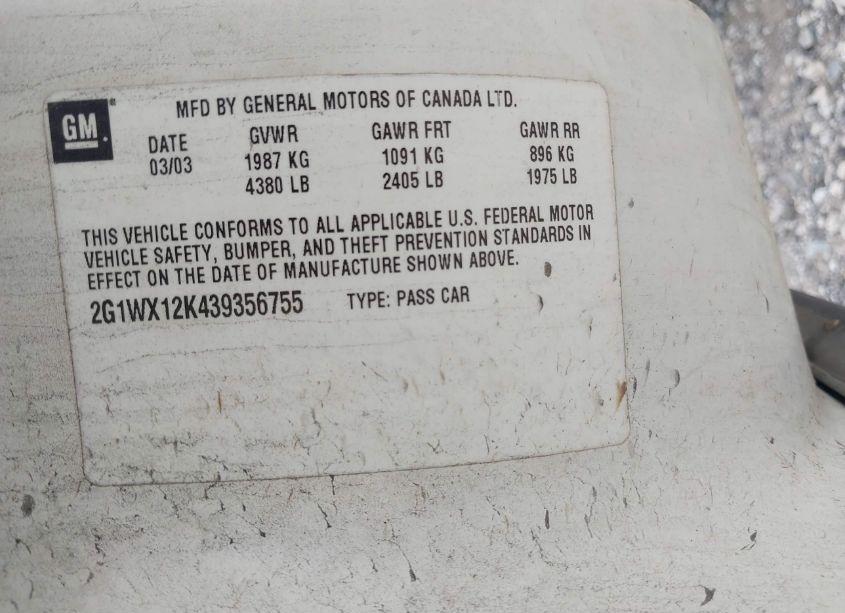 GM
MFD BY GENERAL MOTORS OF CANADA LTD.
DATE GVWR GAWR FRT GAWR RR
03/03 1987 KG 1091 KG 896 KG
4380 LB 2405 LB 1975 LB
THIS VEHICLE CONFORMS TO ALL APPLICABLE U.S. FEDERAL MOTOR
VEHICLE SAFETY, BUMPER, AND THEFT PREVENTION STANDARDS IN
EFFECT ON THE DATE OF MANUFACTURE SHOWN ABOVE.
2G1WX12K439356755 TYPE: PASS CAR